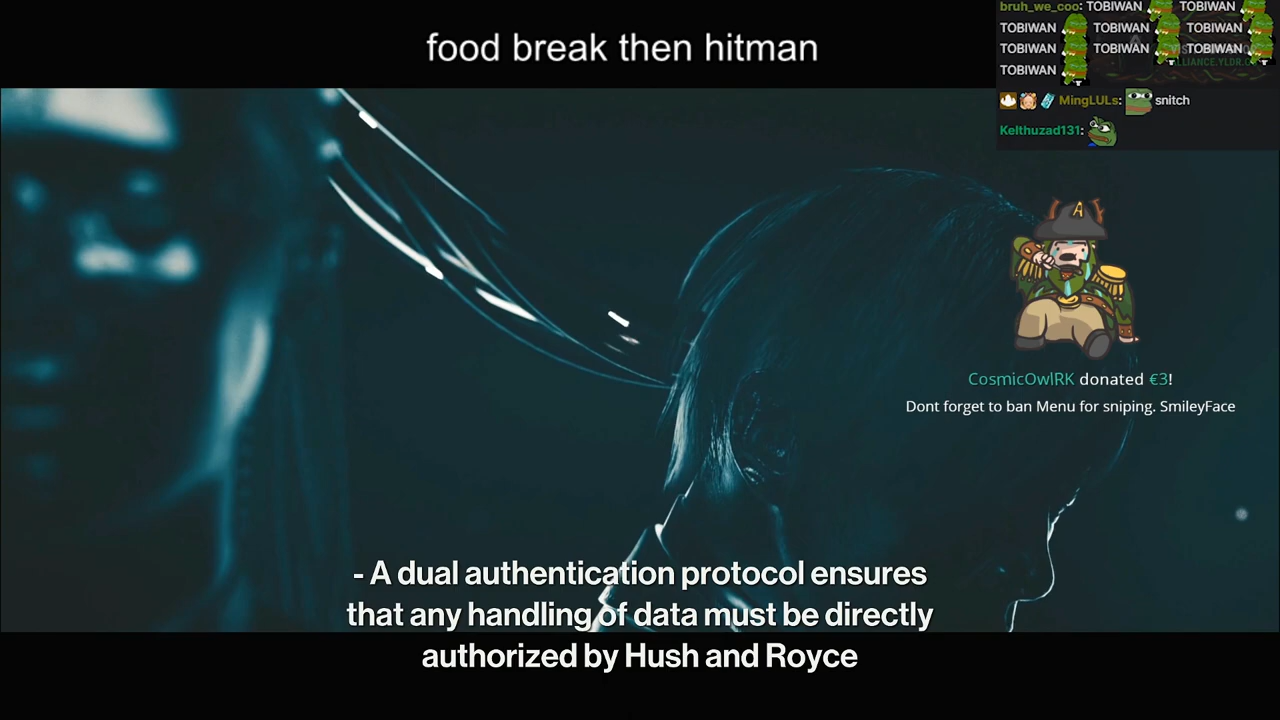 food break then hitman
bruh_we_coo: TOBIWAN TOBIWAN
TOBIWAN TOBIWAN TOBIWAN
TOBIWAN TOBIWAN TOBIWAN
TOBIWAN
ALLIANCE.YLDR.G
MingLULs: snitch
Kelthuzad131:
A
CosmicOwlRK donated €3!
Dont forget to ban Menu for sniping. SmileyFace
- A dual authentication protocol ensures
that any handling of data must be directly
authorized by Hush and Royce